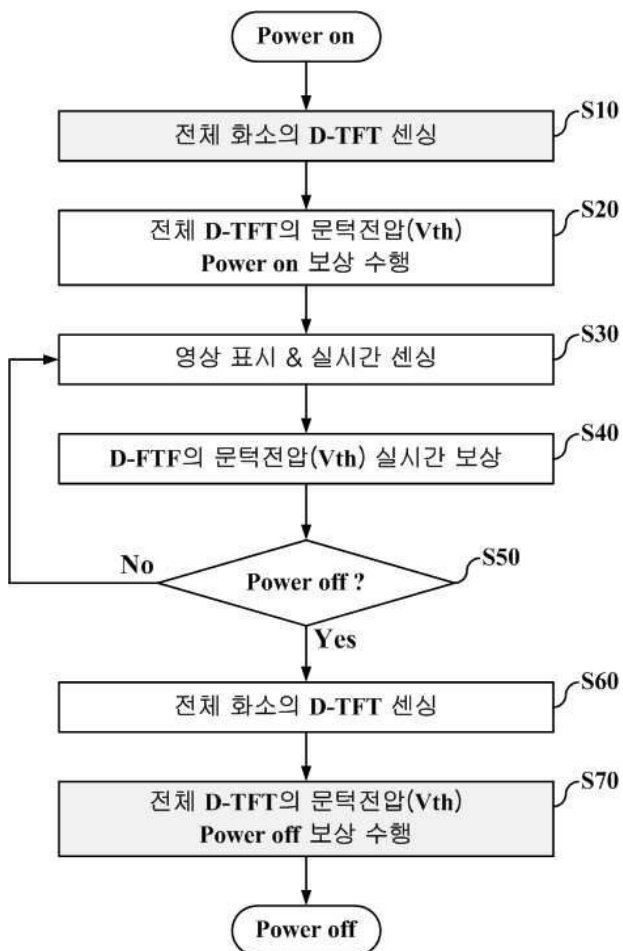 Power on
전체 화소의 D-TFT 센싱
S10
전체 D-TFT의 문턱전압(Vth)
Power on 보상 수행
S20
영상 표시 & 실시간 센싱
S30
D-FTF의 문턱전압(Vth) 실시간 보상
S40
No
Power off ?
S50
Yes
전체 화소의 D-TFT 센싱
S60
전체 D-TFT의 문턱전압(Vth)
Power off 보상 수행
S70
Power off